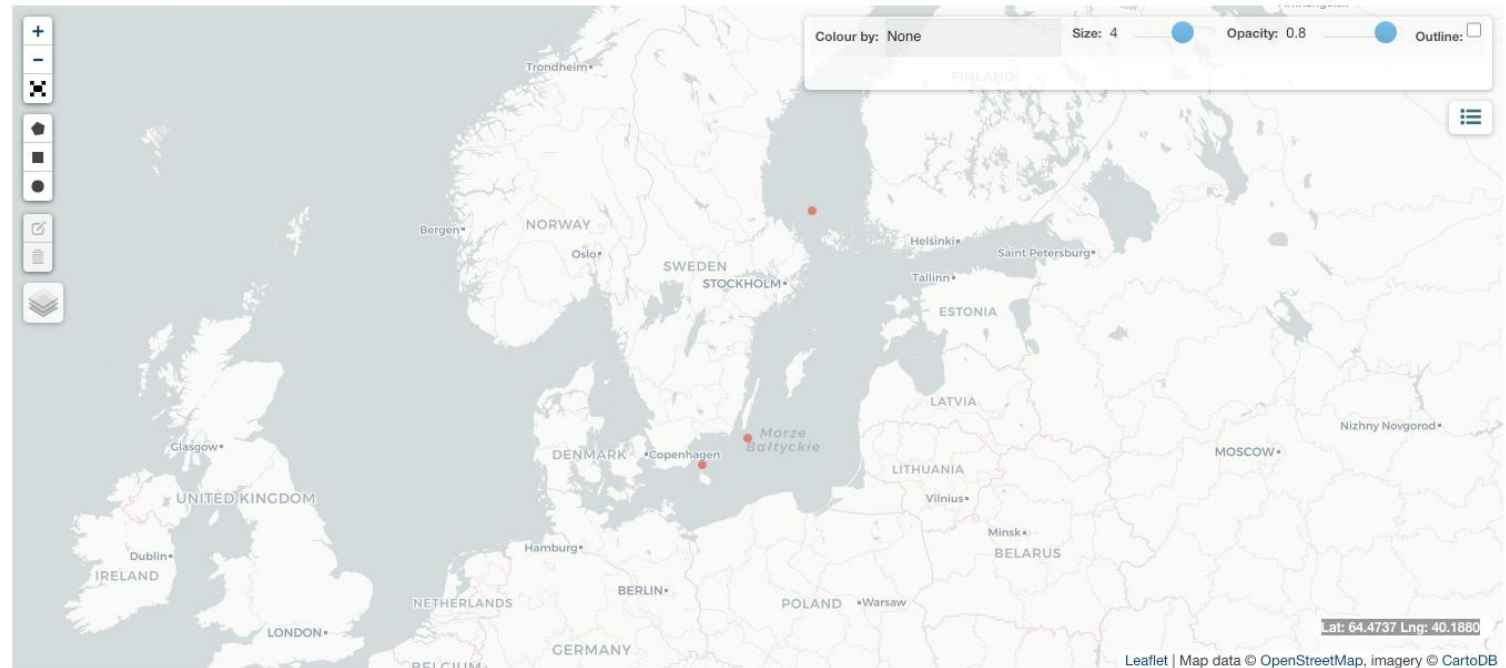 +
−
Colour by: None Size: 4 Opacity: 0.8 Outline:
Trondheim
FINLAND
Bergen
NORWAY
Oslo
SWEDEN
STOCKHOLM
Helsinki
Saint Petersburg
Tallinn
ESTONIA
LATVIA
Glasgow
Morze
Bałtyckie
DENMARK
Copenhagen
Nizhny Novgorod
MOSCOW
LITHUANIA
UNITED KINGDOM
Vilnius
Minsk
BELARUS
Dublin
IRELAND
Hamburg
BERLIN
NETHERLANDS
POLAND
Warsaw
LONDON
GERMANY
BELGIUM
Lat: 64.4737 Lng: 40.1880
Leaflet | Map data © OpenStreetMap, imagery © CartoDB